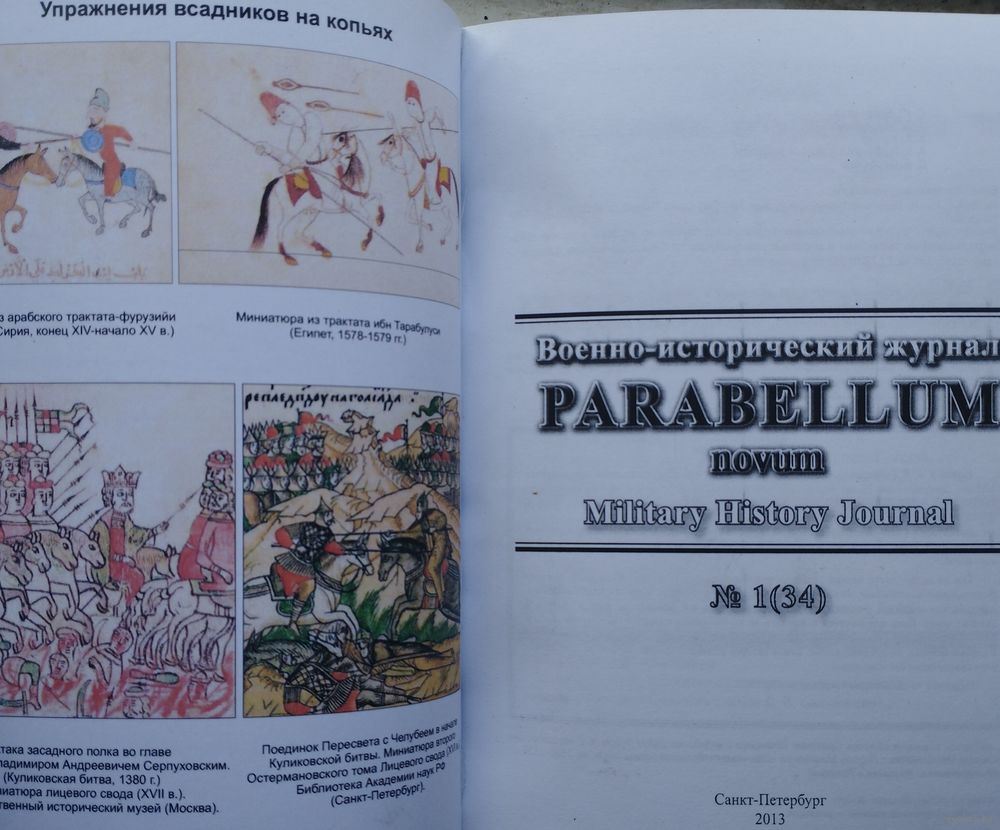 Упражнения всадников на копьях
из арабского трактата-фурузийи
Сирия, конец XIV-начало XV в.)
Миниатюра из трактата ибн Тарабулуси
(Египет, 1578-1579 гг.)
така засадного полка во главе
ладимиром Андреевичем Серпуховским.
(Куликовская битва, 1380 г.)
ниатюра лицевого свода (XVII в.).
твенный исторический музей (Москва).
Поединок Пересвета с Челубеем в начале
Куликовской битвы. Миниатюра второго
Остермановского тома Лицевого свода
Библиотека Академии наук РФ
(Санкт-Петербург).
Военно-исторический журнал
PARABELLUM
novum
Military History Journal
№ 1(34)
Санкт-Петербург
2013